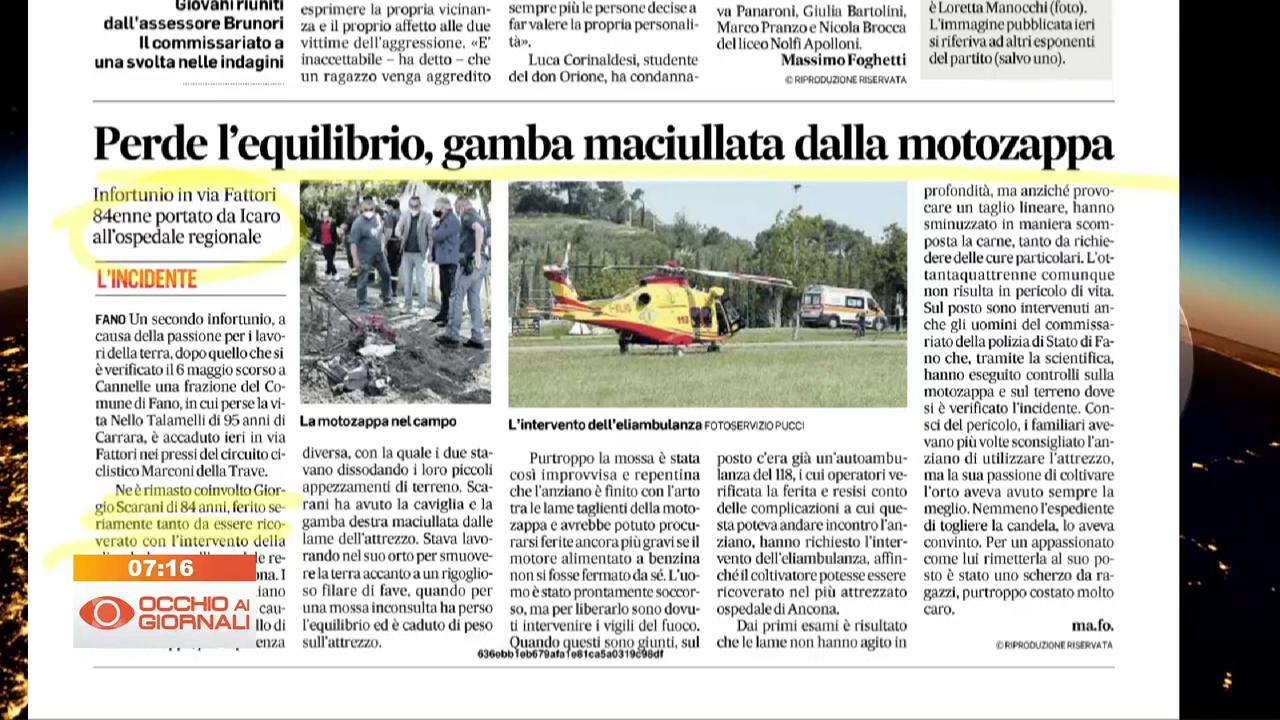 Giovani riuniti
dall'assessore Brunori
Il commissariato a
una svolta nelle indagini
esprimere la propria vicinan-
za e il proprio affetto alle due
vittime dell'aggressione. «E'
inaccettabile – ha detto – che
un ragazzo venga aggredito
sempre più le persone decise a
far valere la propria personali-
tà».
Luca Corinaldesi, studente
del don Orione, ha condanna-
va Panaroni, Giulia Bartolini,
Marco Pranzo e Nicola Brocca
del liceo Nolfi Apolloni.
Massimo Foghetti
© RIPRODUZIONE RISERVATA
è Loretta Manocchi (foto).
L'immagine pubblicata ieri
si riferiva ad altri esponenti
del partito (salvo uno).
Perde l'equilibrio, gamba maciullata dalla motozappa
Infortunio in via Fattori
84enne portato da Icaro
all'ospedale regionale
L'INCIDENTE
FANO Un secondo infortunio, a
causa della passione per i lavo-
ri della terra, dopo quello che si
è verificato il 6 maggio scorso a
Cannelle una frazione del Co-
mune di Fano, in cui perse la vi-
ta Nello Talamelli di 95 anni di
Carrara, è accaduto ieri in via
Fattori nei pressi del circuito ci-
clistico Marconi della Trave.
Ne è rimasto coinvolto Gior-
gio Scarani di 84 anni, ferito se-
riamente tanto da essere rico-
verato con l'intervento della
le re-
na. I
iano
cau-
llo di
enza
La motozappa nel campo
diversa, con la quale i due sta-
vano dissodando i loro piccoli
appezzamenti di terreno. Sca-
rani ha avuto la caviglia e la
gamba destra maciullata dalle
lame dell'attrezzo. Stava lavo-
rando nel suo orto per smuove-
re la terra accanto a un rigoglio-
so filare di fave, quando per
una mossa inconsulta ha perso
l'equilibrio ed è caduto di peso
sull'attrezzo.
L'intervento dell'eliambulanza FOTOSERVIZIO PUCCI
Purtroppo la mossa è stata
così improvvisa e repentina
che l'anziano è finito con l'arto
tra le lame taglienti della moto-
zappa e avrebbe potuto procu-
rarsi ferite ancora più gravi se il
motore alimentato a benzina
non si fosse fermato da sé. L'uo-
mo è stato prontamente soccor-
so, ma per liberarlo sono dovu-
ti intervenire i vigili del fuoco.
Quando questi sono giunti, sul
posto c'era già un'autoambu-
lanza del 118, i cui operatori ve-
rificata la ferita e resisi conto
delle complicazioni a cui que-
sta poteva andare incontro l'an-
ziano, hanno richiesto l'inter-
vento dell'eliambulanza, affin-
ché il coltivatore potesse essere
ricoverato nel più attrezzato
ospedale di Ancona.
Dai primi esami è risultato
che le lame non hanno agito in
profondità, ma anziché provo-
care un taglio lineare, hanno
sminuzzato in maniera scom-
posta la carne, tanto da richie-
dere delle cure particolari. L'ot-
tantaquattrenne comunque
non risulta in pericolo di vita.
Sul posto sono intervenuti an-
che gli uomini del commissa-
riato della polizia di Stato di Fa-
no che, tramite la scientifica,
hanno eseguito controlli sulla
motozappa e sul terreno dove
si è verificato l'incidente. Con-
sci del pericolo, i familiari ave-
vano più volte sconsigliato l'an-
ziano di utilizzare l'attrezzo,
ma la sua passione di coltivare
l'orto aveva avuto sempre la
meglio. Nemmeno l'espediente
di togliere la candela, lo aveva
convinto. Per un appassionato
come lui rimetterla al suo po-
sto è stato uno scherzo da ra-
gazzi, purtroppo costato molto
caro.
ma.fo.
© RIPRODUZIONE RISERVATA
07:16
OCCHIO AI
GIORNALI